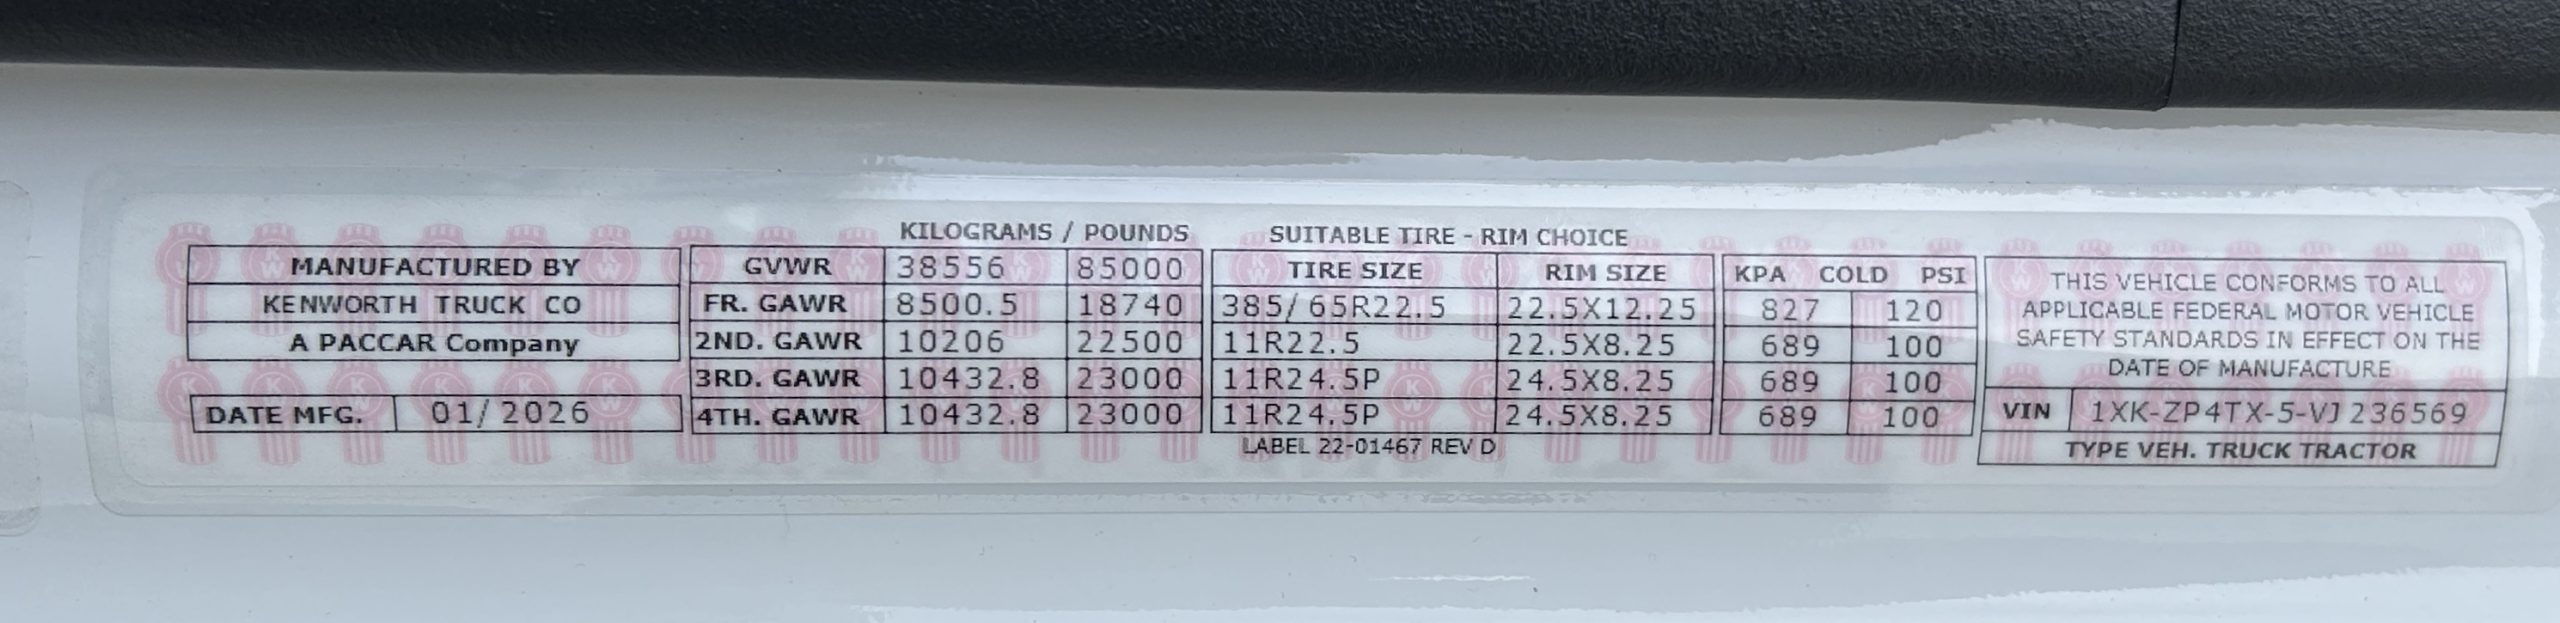 KILOGRAMS / POUNDS SUITABLE TIRE - RIM CHOICE
MANUFACTURED BY
KENWORTH TRUCK CO
A PACCAR Company
DATE MFG. 01/2026
GVWR 38556 85000
FR. GAWR 8500.5 18740
2ND. GAWR 10206 22500
3RD. GAWR 10432.8 23000
4TH. GAWR 10432.8 23000
TIRE SIZE RIM SIZE KPA COLD PSI
385/65R22.5 22.5X12.25 827 120
11R22.5 22.5X8.25 689 100
11R24.5P 24.5X8.25 689 100
11R24.5P 24.5X8.25 689 100
LABEL 22-01467 REV D
THIS VEHICLE CONFORMS TO ALL
APPLICABLE FEDERAL MOTOR VEHICLE
SAFETY STANDARDS IN EFFECT ON THE
DATE OF MANUFACTURE
VIN 1XK-ZP4TX-5-VJ236569
TYPE VEH. TRUCK TRACTOR